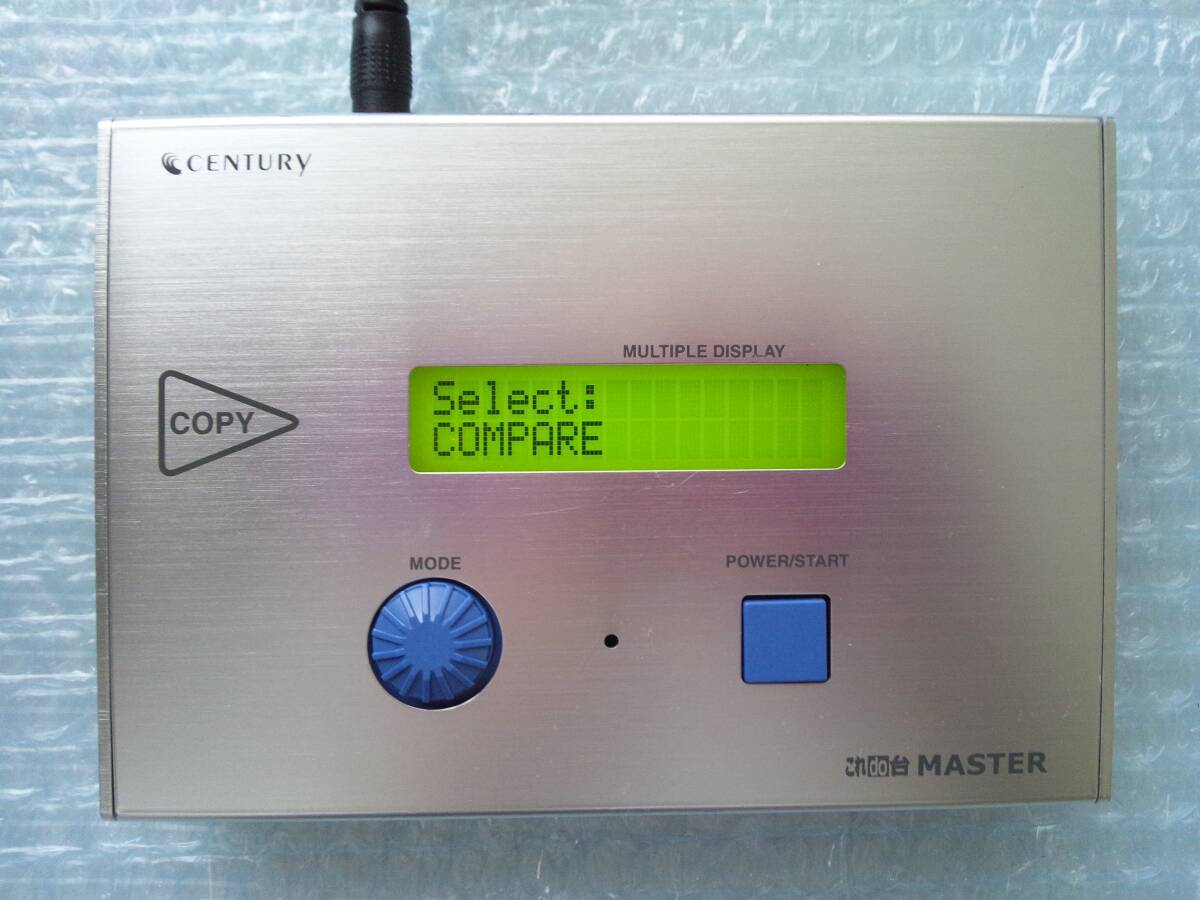 CENTURY
MULTIPLE DISPLAY
Select:
COMPARE
COPY
MODE
POWER/START
これdo台 MASTER